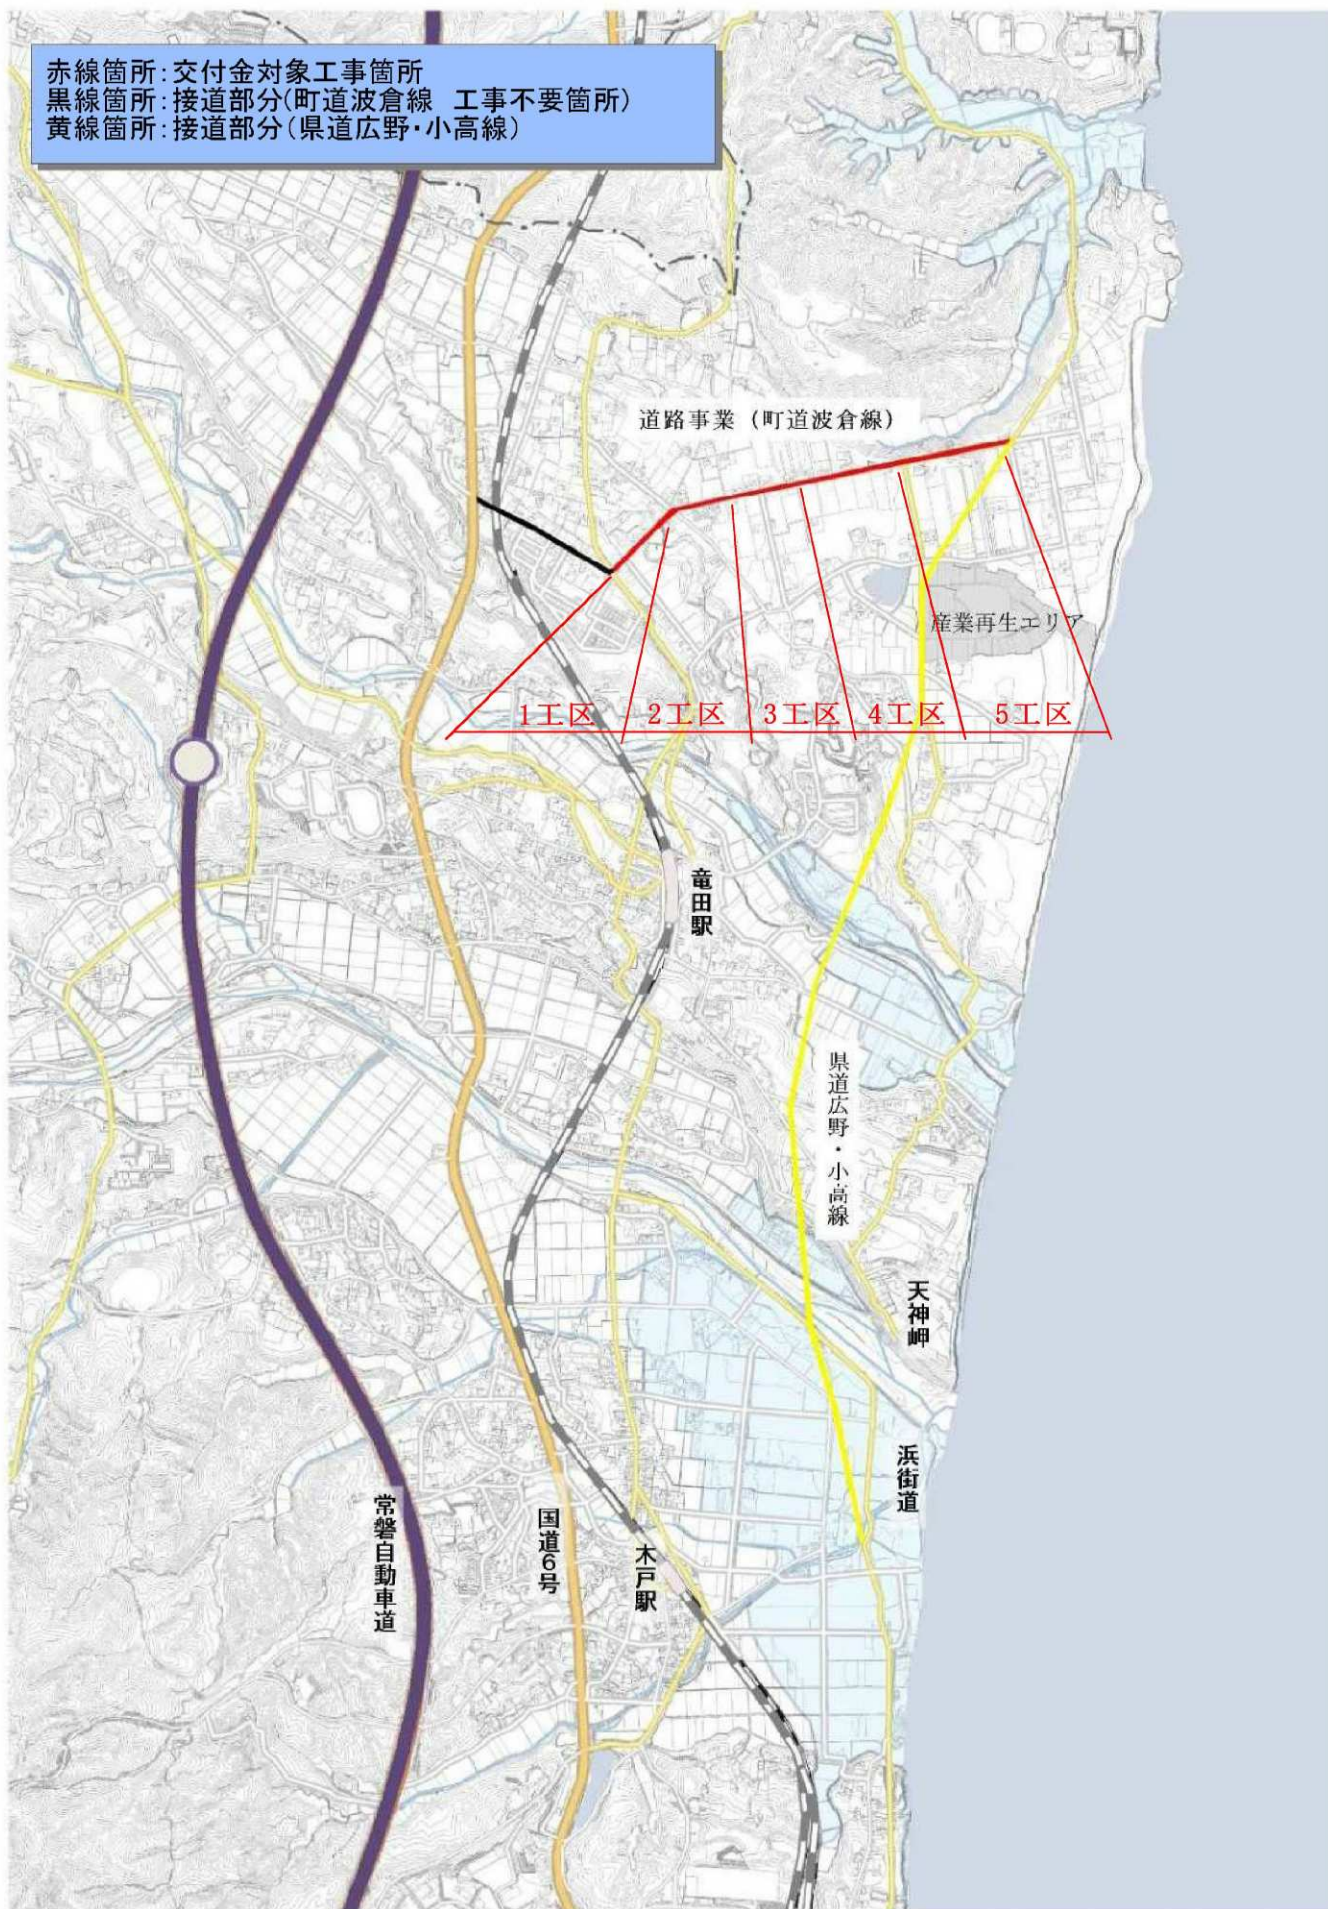 赤線箇所：交付金対象工事箇所
黒線箇所：接道部分（町道波倉線　工事不要箇所）
黄線箇所：接道部分（県道広野・小高線）
道路事業（町道波倉線）
産業再生エリア
1工区
2工区
3工区
4工区
5工区
竜田駅
県道広野・小高線
天神岬
浜街道
常磐自動車道
国道6号
木戸駅